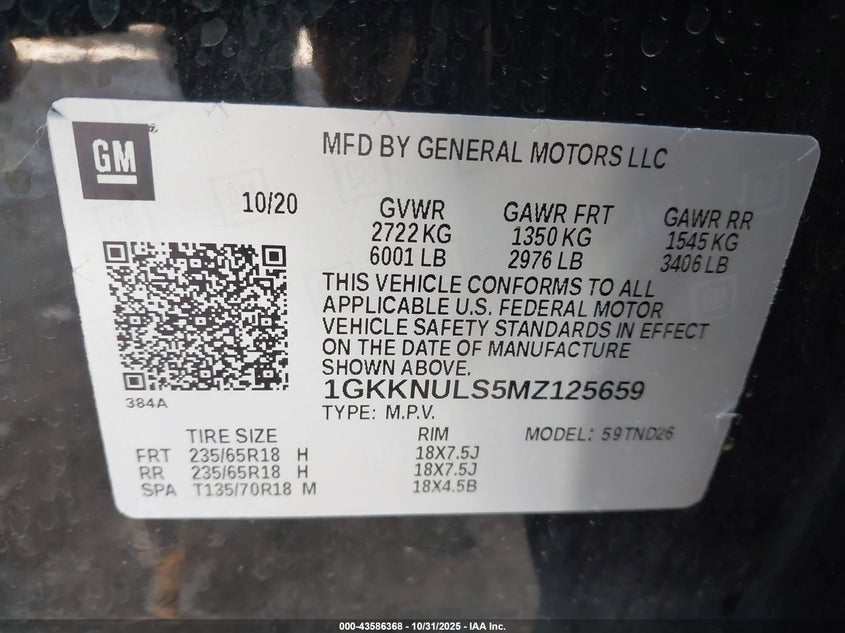 GM
MFD BY GENERAL MOTORS LLC
10/20
GVWR
2722 KG
6001 LB
GAWR FRT
1350 KG
2976 LB
GAWR RR
1545 KG
3406 LB
THIS VEHICLE CONFORMS TO ALL
APPLICABLE U.S. FEDERAL MOTOR
VEHICLE SAFETY STANDARDS IN EFFECT
ON THE DATE OF MANUFACTURE
SHOWN ABOVE.
1GKKNULS5MZ125659
384A
TYPE: M.P.V.
MODEL: 59TND26
TIRE SIZE RIM
FRT 235/65R18 H 18X7.5J
RR 235/65R18 H 18X7.5J
SPA T135/70R18 M 18X4.5B
000-43586368 - 10/31/2025 - IAA Inc.